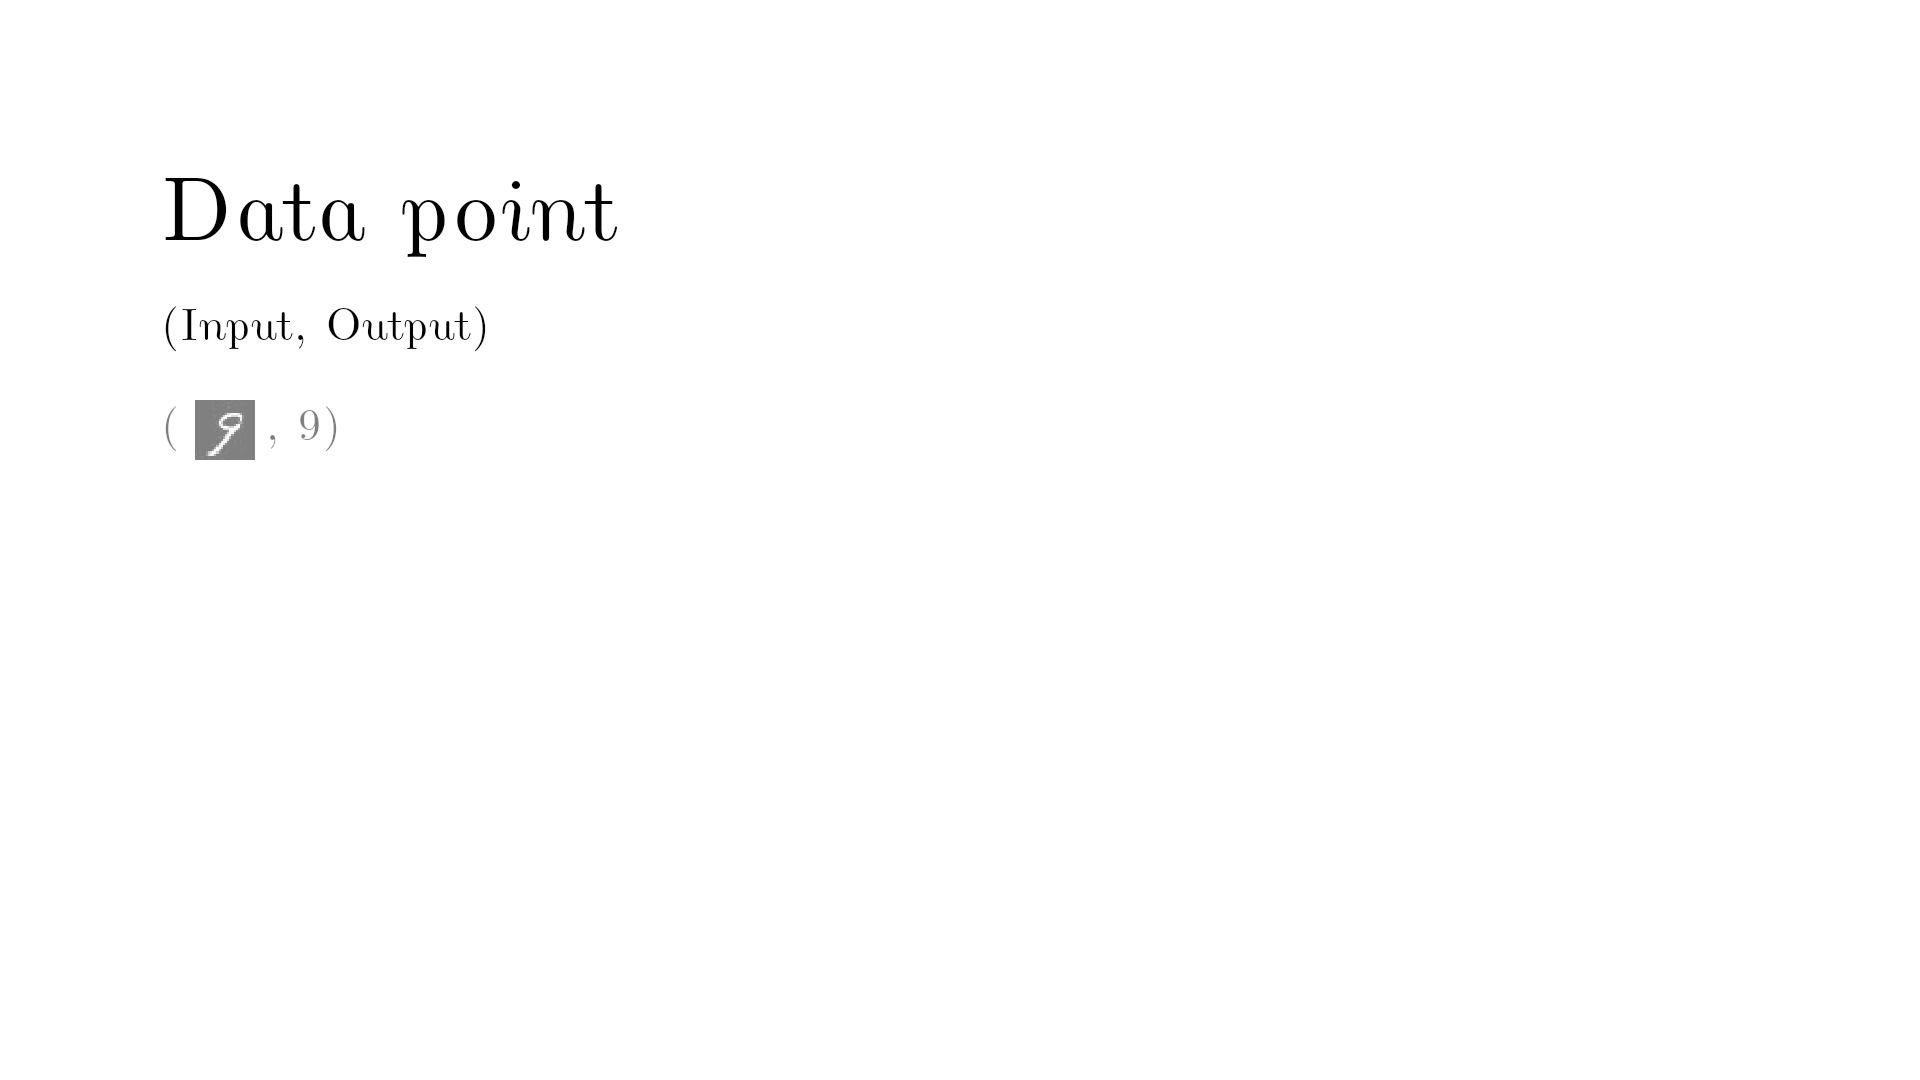 Data point
(Input, Output)
( 9 , 9)